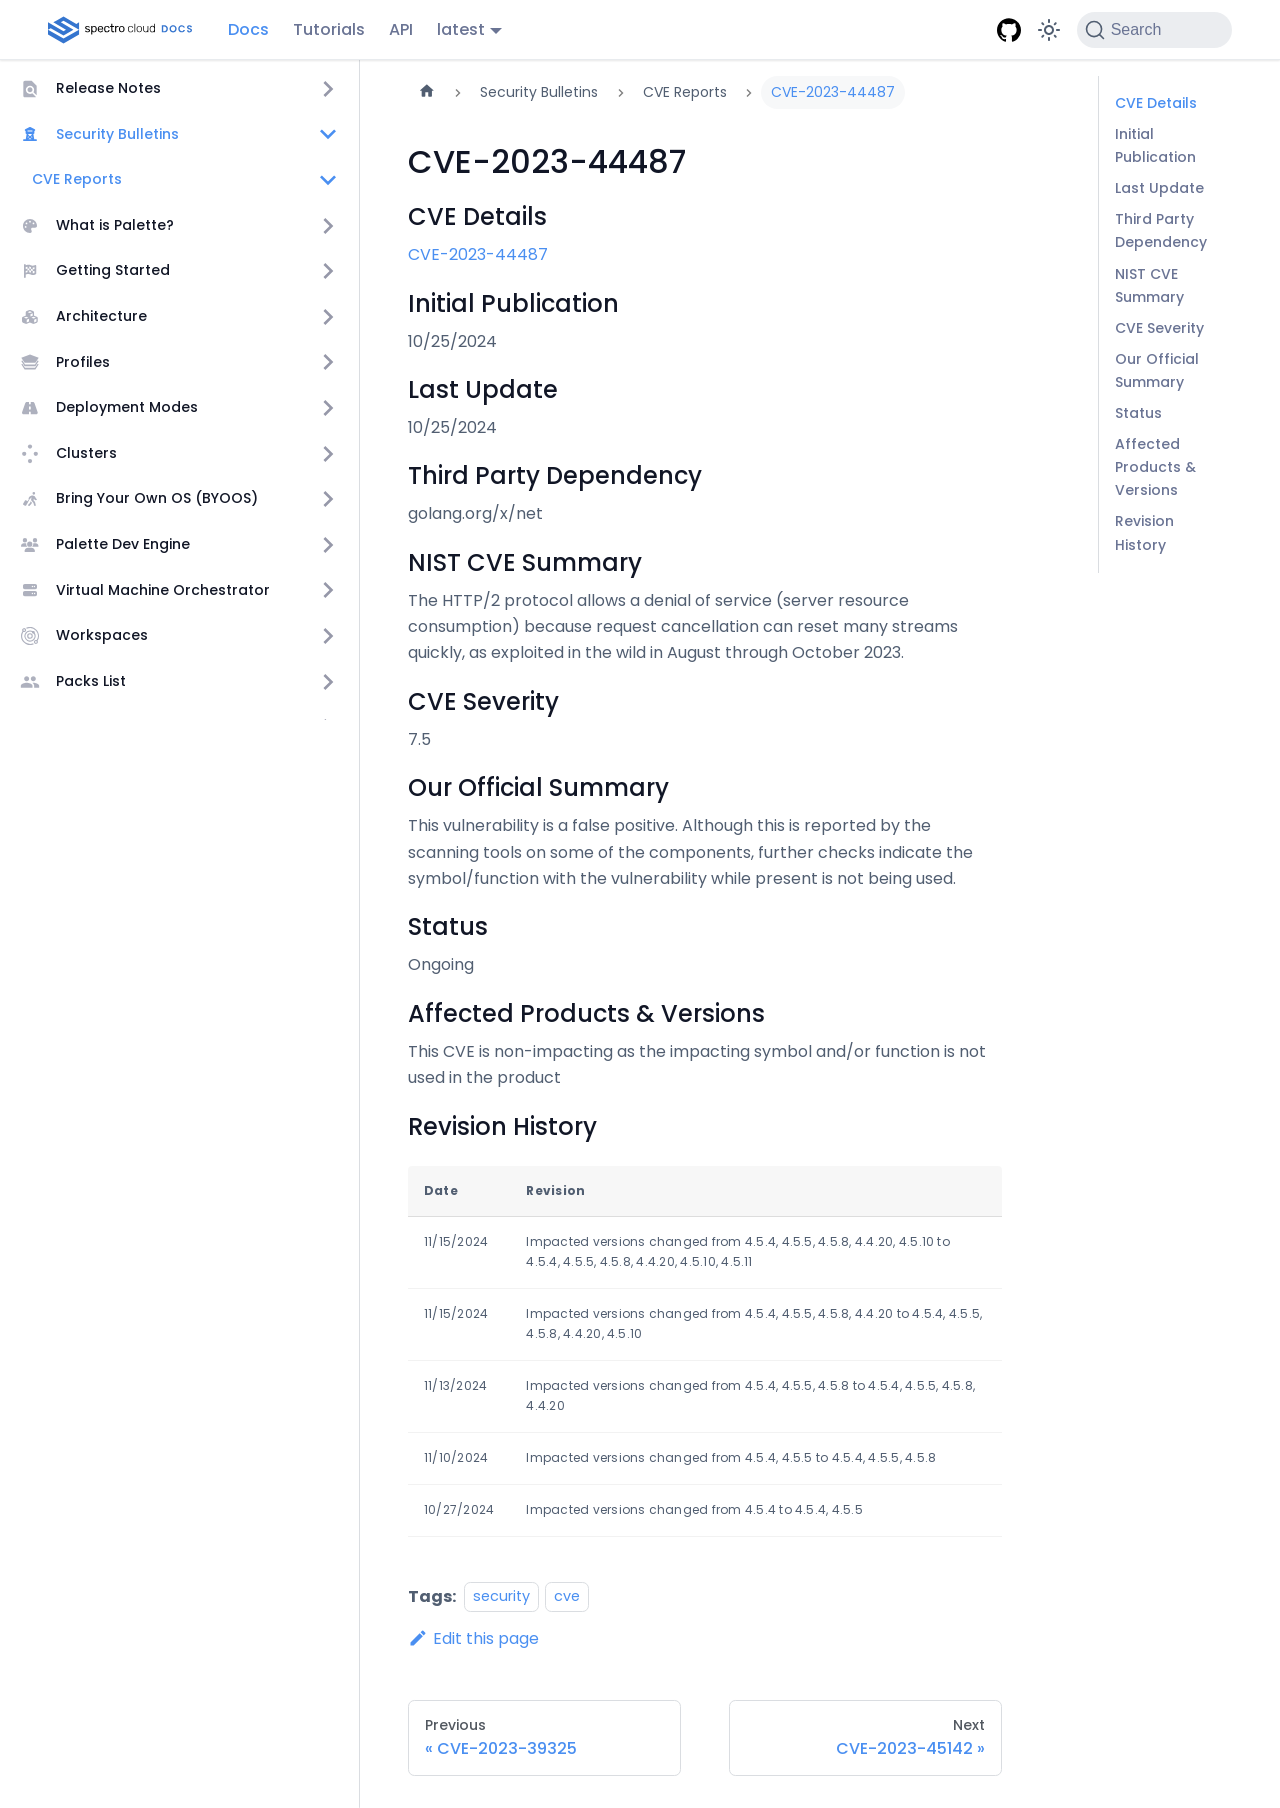 spectro cloud DOCS
Docs
Tutorials
API
latest
Search
Release Notes
Security Bulletins
CVE Reports
What is Palette?
Getting Started
Architecture
Profiles
Deployment Modes
Clusters
Bring Your Own OS (BYOOS)
Palette Dev Engine
Virtual Machine Orchestrator
Workspaces
Packs List
Security Bulletins
CVE Reports
CVE-2023-44487
CVE-2023-44487
CVE Details
CVE-2023-44487
Initial Publication
10/25/2024
Last Update
10/25/2024
Third Party Dependency
golang.org/x/net
NIST CVE Summary
The HTTP/2 protocol allows a denial of service (server resource
consumption) because request cancellation can reset many streams
quickly, as exploited in the wild in August through October 2023.
CVE Severity
7.5
Our Official Summary
This vulnerability is a false positive. Although this is reported by the
scanning tools on some of the components, further checks indicate the
symbol/function with the vulnerability while present is not being used.
Status
Ongoing
Affected Products & Versions
This CVE is non-impacting as the impacting symbol and/or function is not
used in the product
Revision History
Date Revision
11/15/2024 Impacted versions changed from 4.5.4, 4.5.5, 4.5.8, 4.4.20, 4.5.10 to
4.5.4, 4.5.5, 4.5.8, 4.4.20, 4.5.10, 4.5.11
11/15/2024 Impacted versions changed from 4.5.4, 4.5.5, 4.5.8, 4.4.20 to 4.5.4, 4.5.5,
4.5.8, 4.4.20, 4.5.10
11/13/2024 Impacted versions changed from 4.5.4, 4.5.5, 4.5.8 to 4.5.4, 4.5.5, 4.5.8,
4.4.20
11/10/2024 Impacted versions changed from 4.5.4, 4.5.5 to 4.5.4, 4.5.5, 4.5.8
10/27/2024 Impacted versions changed from 4.5.4 to 4.5.4, 4.5.5
Tags: security cve
Edit this page
Previous
« CVE-2023-39325
Next
CVE-2023-45142 »
CVE Details
Initial
Publication
Last Update
Third Party
Dependency
NIST CVE
Summary
CVE Severity
Our Official
Summary
Status
Affected
Products &
Versions
Revision
History